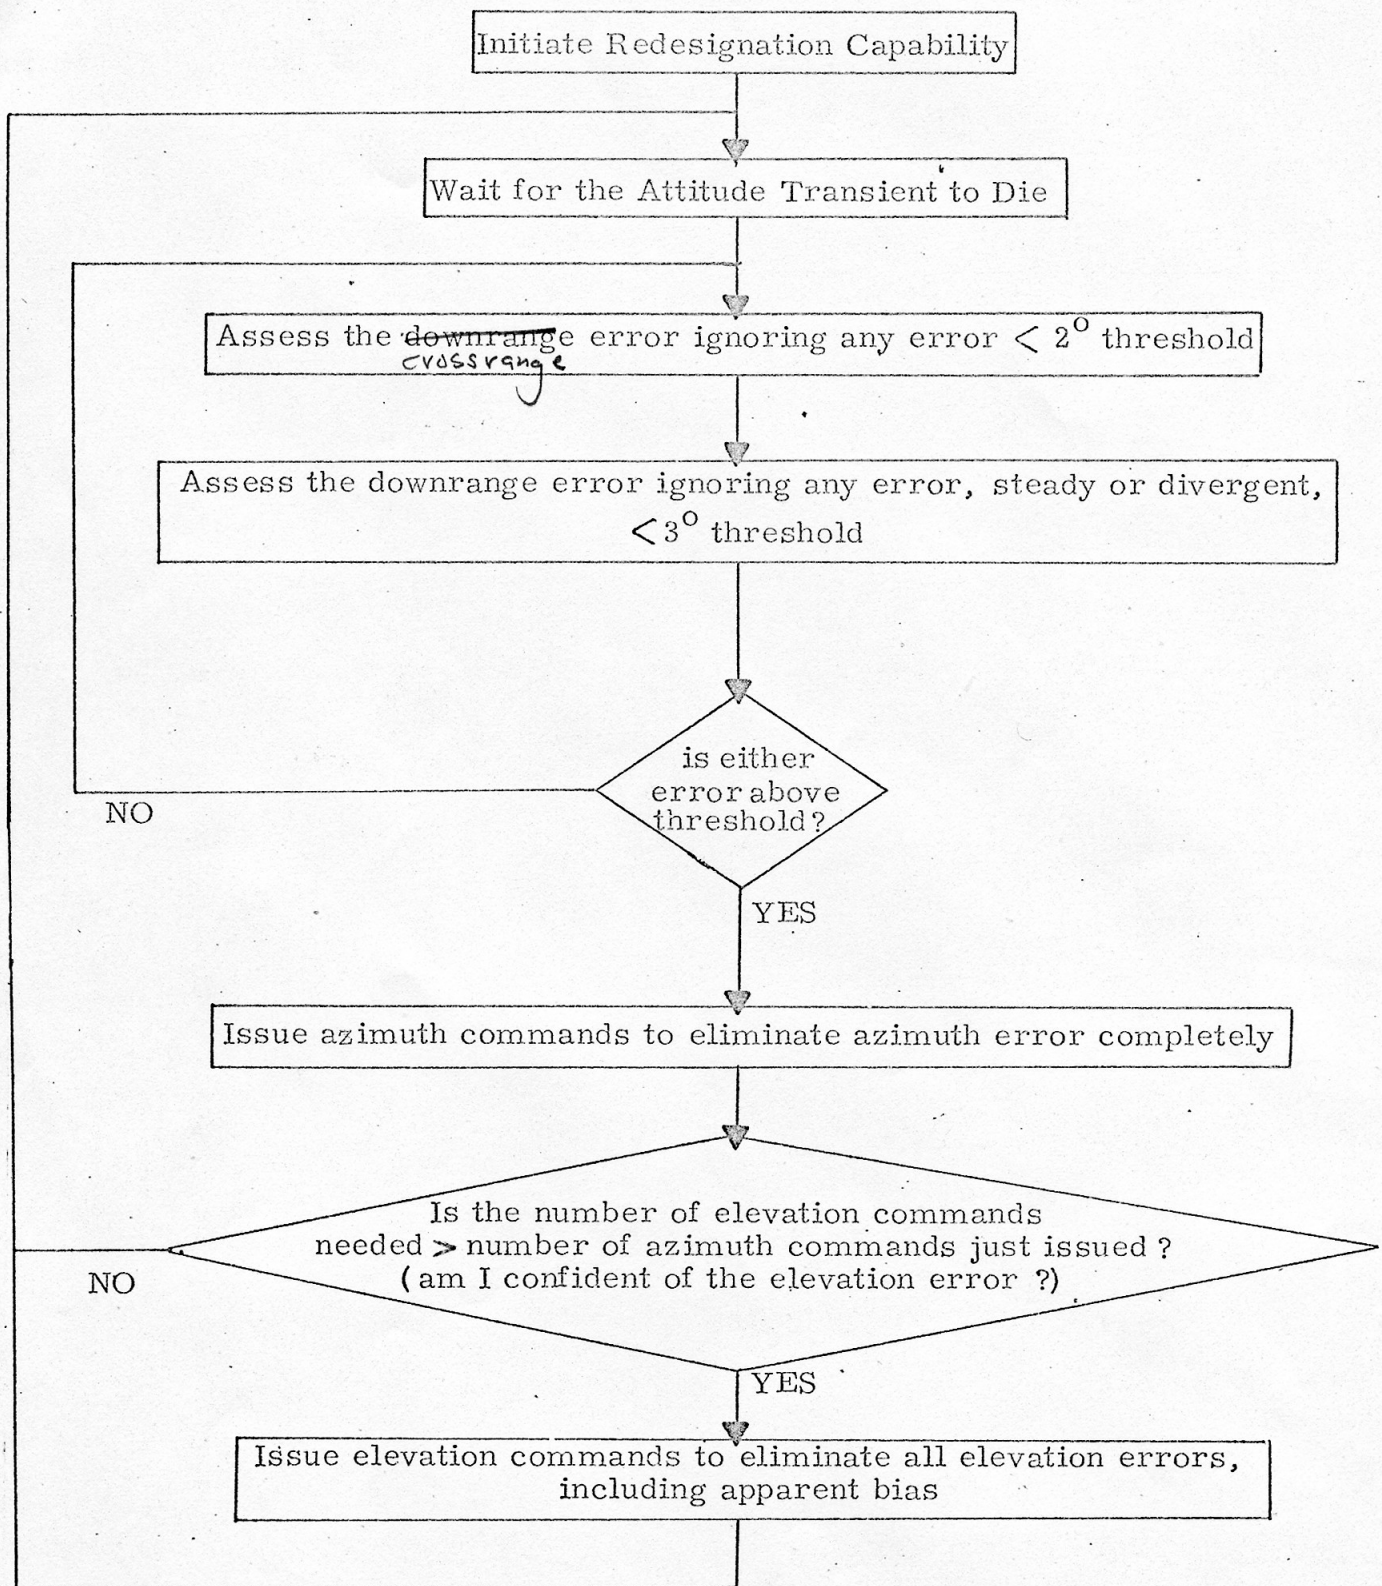 Initiate Redesignation Capability
Wait for the Attitude Transient to Die
Assess the downrange error ignoring any error < 2° threshold
crossrange
Assess the downrange error ignoring any error, steady or divergent,
<3° threshold
is either
error above
threshold?
NO
YES
Issue azimuth commands to eliminate azimuth error completely
Is the number of elevation commands
needed > number of azimuth commands just issued?
(am I confident of the elevation error ?)
NO
YES
Issue elevation commands to eliminate all elevation errors,
including apparent bias